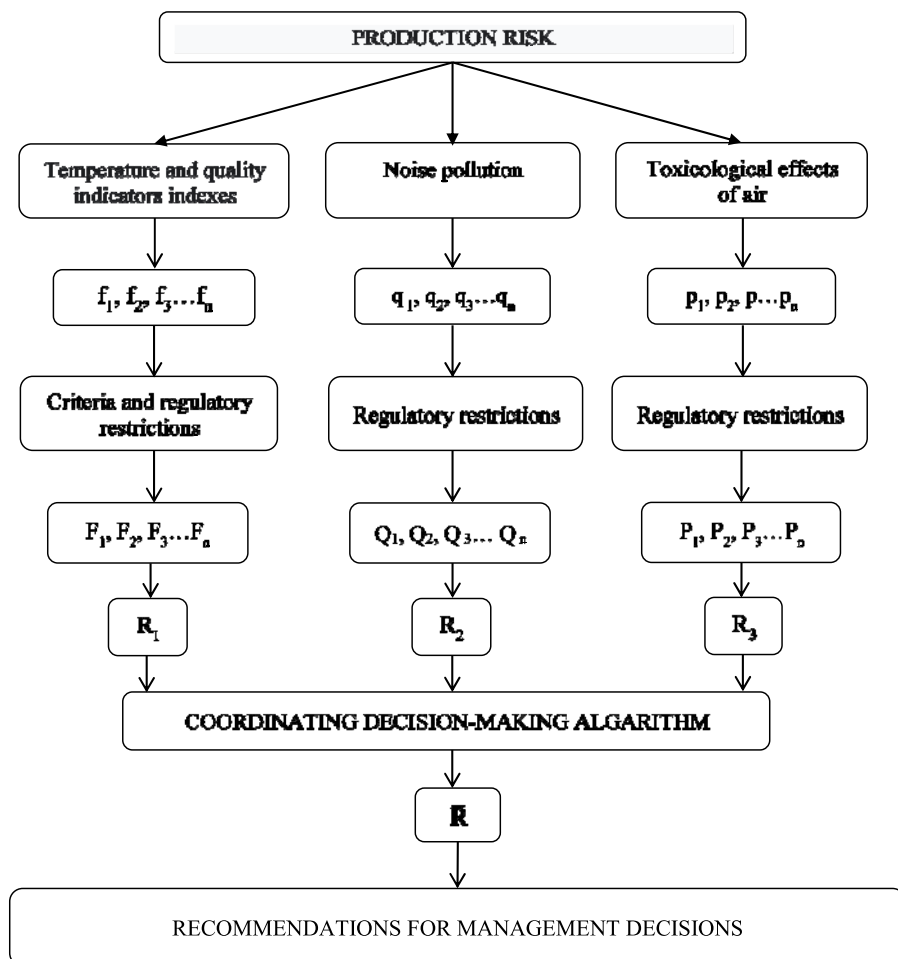 PRODUCTION RISK
Temperature and quality
indicators indexes
Noise pollution
Toxicological effects
of air
f₁, f₂, f₃…fₙ
q₁, q₂, q₃…qₙ
p₁, p₂, p…pₙ
Criteria and regulatory
restrictions
Regulatory restrictions
Regulatory restrictions
F₁, F₂, F₃…Fₙ
Q₁, Q₂, Q₃… Qₙ
P₁, P₂, P₃…Pₙ
R₁
R₂
R₃
COORDINATING DECISION-MAKING ALGARITHM
R
RECOMMENDATIONS FOR MANAGEMENT DECISIONS